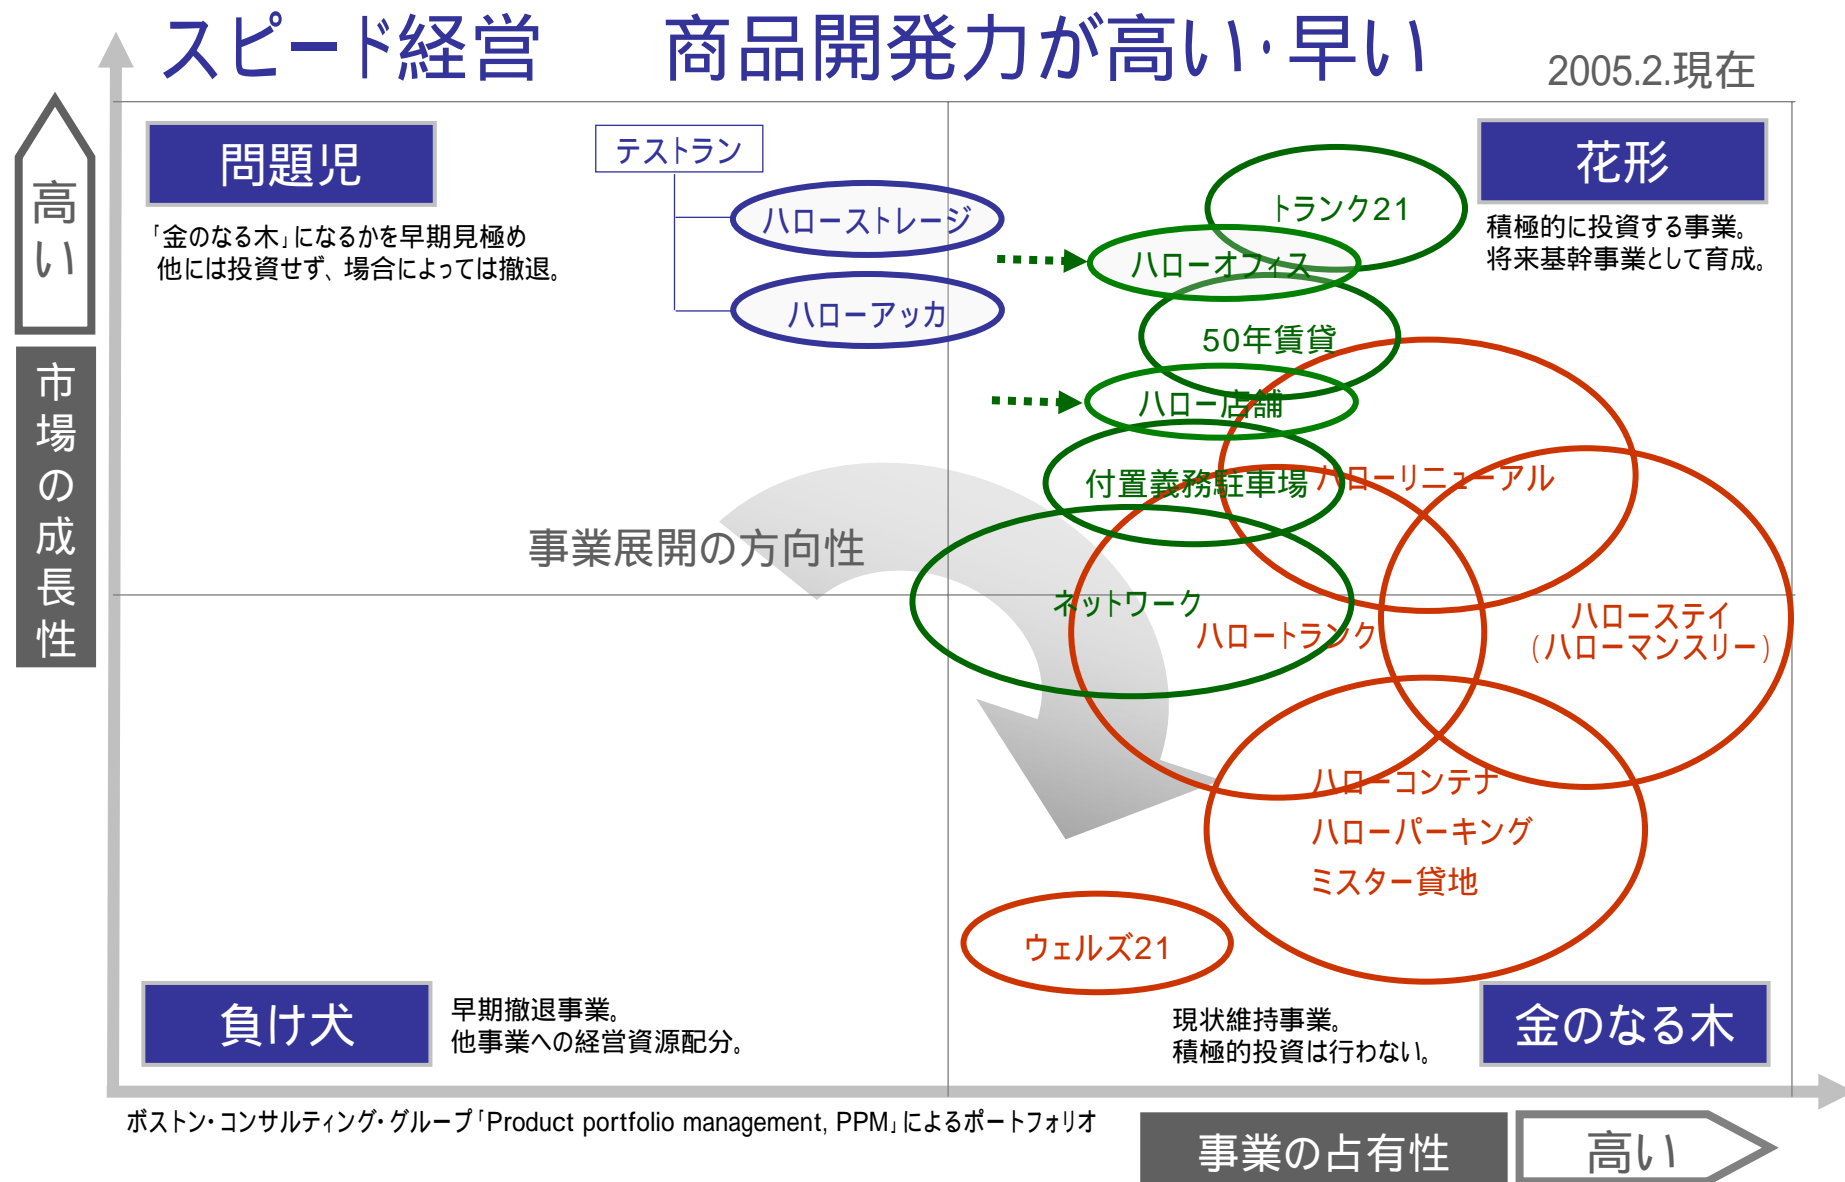 スピード経営　商品開発力が高い・早い
2005.2.現在
高い
市場の成長性
問題児
「金のなる木」になるかを早期見極め
他には投資せず、場合によっては撤退。
テストラン
ハローストレージ
ハローアッカ
花形
積極的に投資する事業。
将来基幹事業として育成。
トランク21
ハローオフィス
50年賃貸
ハロー店舗
付置義務駐車場
ハローリニューアル
事業展開の方向性
ネットワーク
ハロートランク
ハローステイ
(ハローマンスリー)
ハローコンテナ
ハローパーキング
ミスター貸地
ウェルズ21
負け犬
早期撤退事業。
他事業への経営資源配分。
現状維持事業。
積極的投資は行わない。
金のなる木
ボストン・コンサルティング・グループ「Product portfolio management, PPM」によるポートフォリオ
事業の占有性
高い